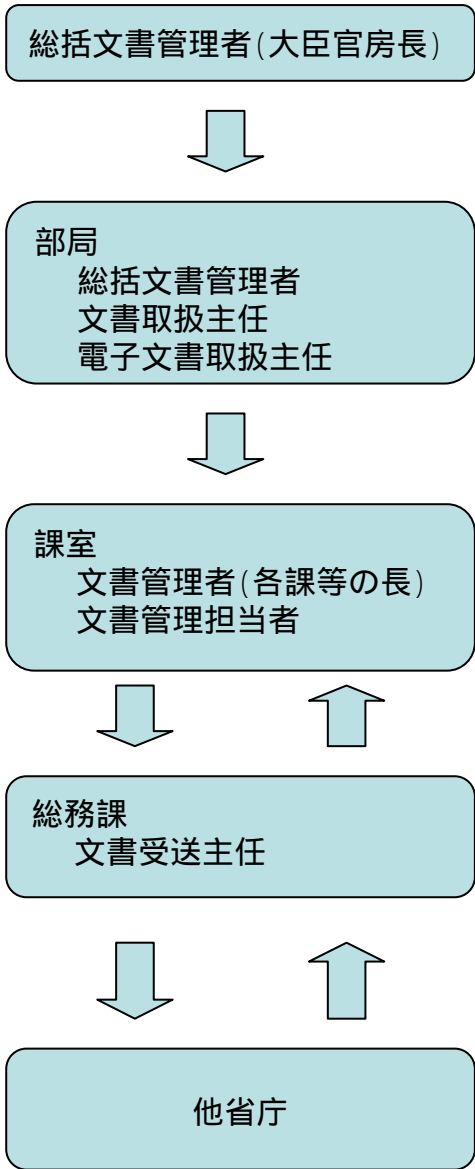 総括文書管理者(大臣官房長)
部局
総括文書管理者
文書取扱主任
電子文書取扱主任
課室
文書管理者(各課等の長)
文書管理担当者
総務課
文書受送主任
他省庁